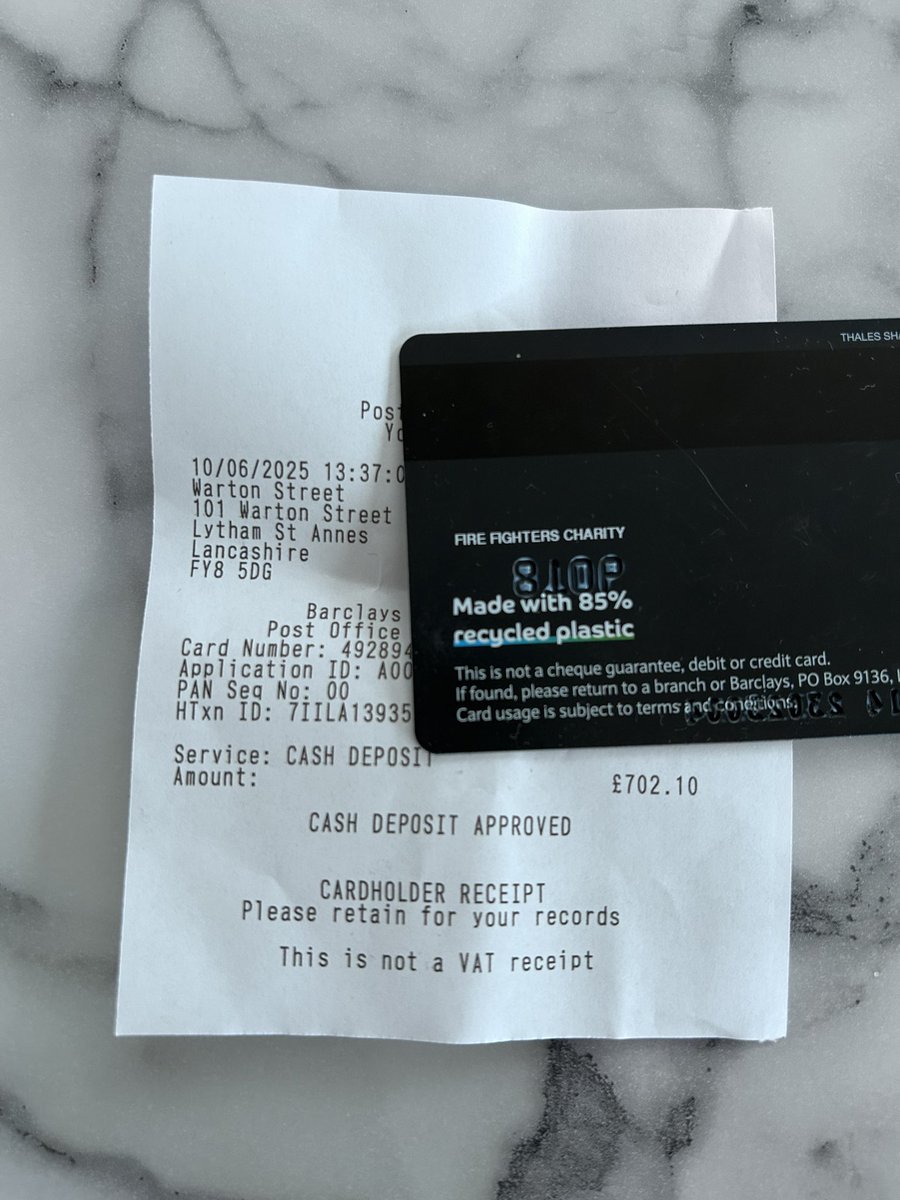 Post
Yo
10/06/2025 13:37:0
Warton Street
101 Warton Street
Lytham St Annes
Lancashire
FY8 5DG
Barclays
Post Office
Card Number: 492894
Application ID: A00
PAN Seq No: 00
HTxn ID: 7IILA13935
Service: CASH DEPOSIT
Amount: £702.10
CASH DEPOSIT APPROVED
CARDHOLDER RECEIPT
Please retain for your records
This is not a VAT receipt
THALES SHA
FIRE FIGHTERS CHARITY
Made with 85%
recycled plastic
This is not a cheque guarantee, debit or credit card.
If found, please return to a branch or Barclays, PO Box 9136,
Card usage is subject to terms and conditions.